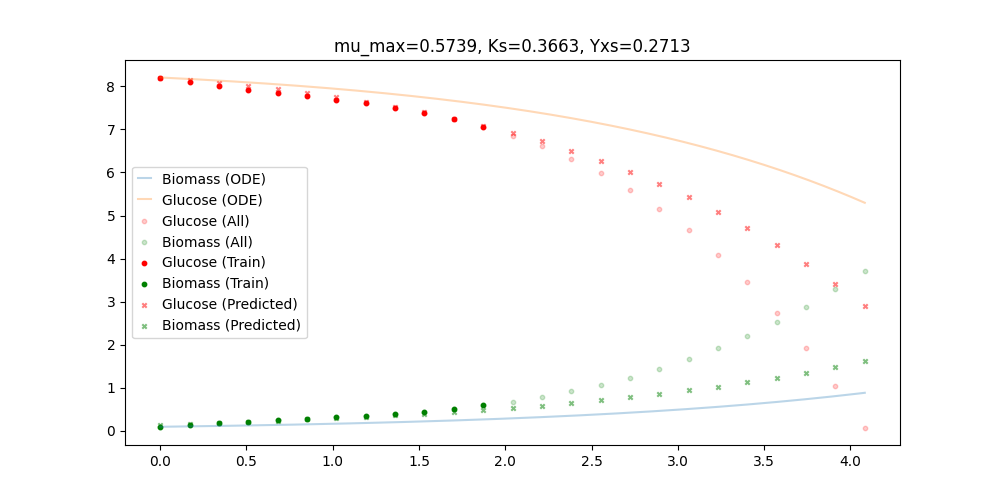 mu_max=0.5739, Ks=0.3663, Yxs=0.2713
8
7
6
5
4
3
2
1
0
Biomass (ODE)
Glucose (ODE)
Glucose (All)
Biomass (All)
Glucose (Train)
Biomass (Train)
Glucose (Predicted)
Biomass (Predicted)
0.0 0.5 1.0 1.5 2.0 2.5 3.0 3.5 4.0